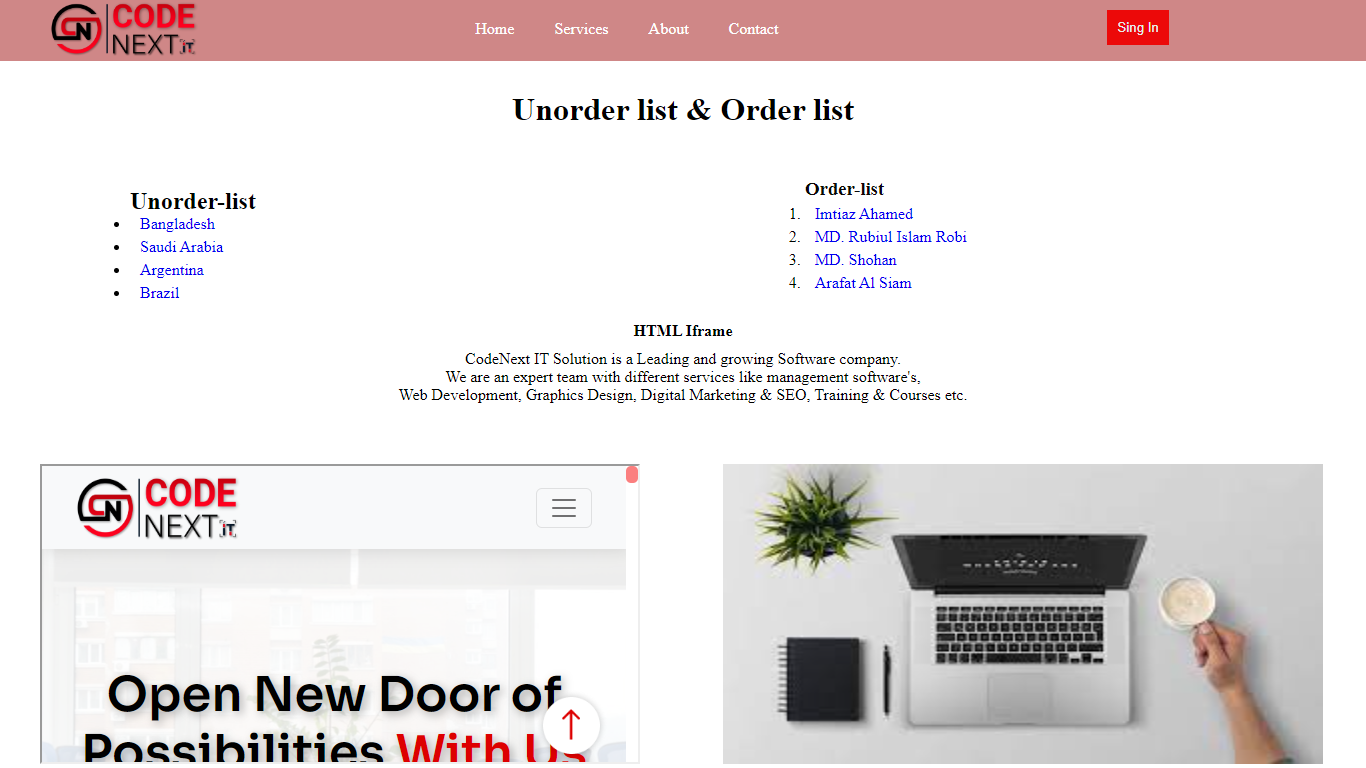 CODE
NEXT iT
Home Services About Contact
Sing In
Unorder list & Order list
Unorder-list
• Bangladesh
• Saudi Arabia
• Argentina
• Brazil
Order-list
1. Imtiaz Ahamed
2. MD. Rubiul Islam Robi
3. MD. Shohan
4. Arafat Al Siam
HTML Iframe
CodeNext IT Solution is a Leading and growing Software company.
We are an expert team with different services like management software's,
Web Development, Graphics Design, Digital Marketing & SEO, Training & Courses etc.
CODE
NEXT iT
Open New Door of
Possibilities With Us